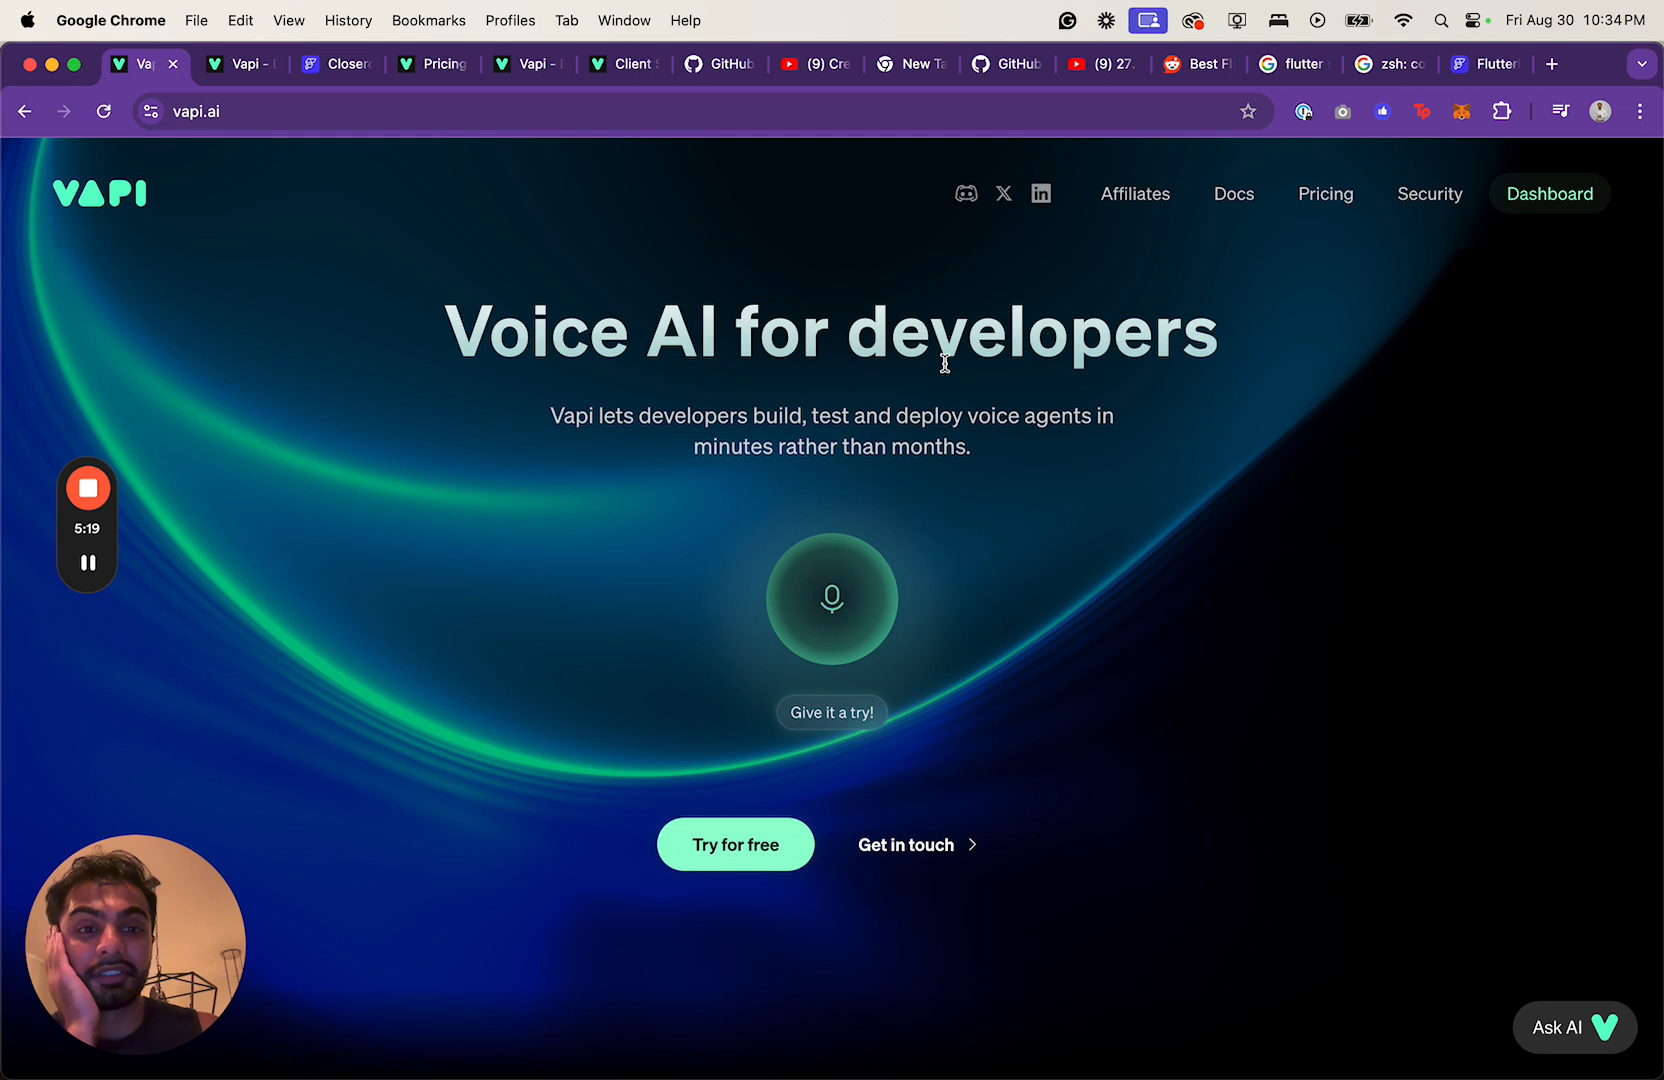 Google Chrome File Edit View History Bookmarks Profiles Tab Window Help Fri Aug 30 10:34 PM
Va Vapi - Closer Pricing Vapi - Client GitHub (9) Cre New Ta GitHub (9) 27. Best Fl flutter zsh: co Flutter
vapi.ai
VAPI
Affiliates Docs Pricing Security Dashboard
Voice AI for developers
Vapi lets developers build, test and deploy voice agents in
minutes rather than months.
5:19
Give it a try!
Try for free Get in touch
Ask AI